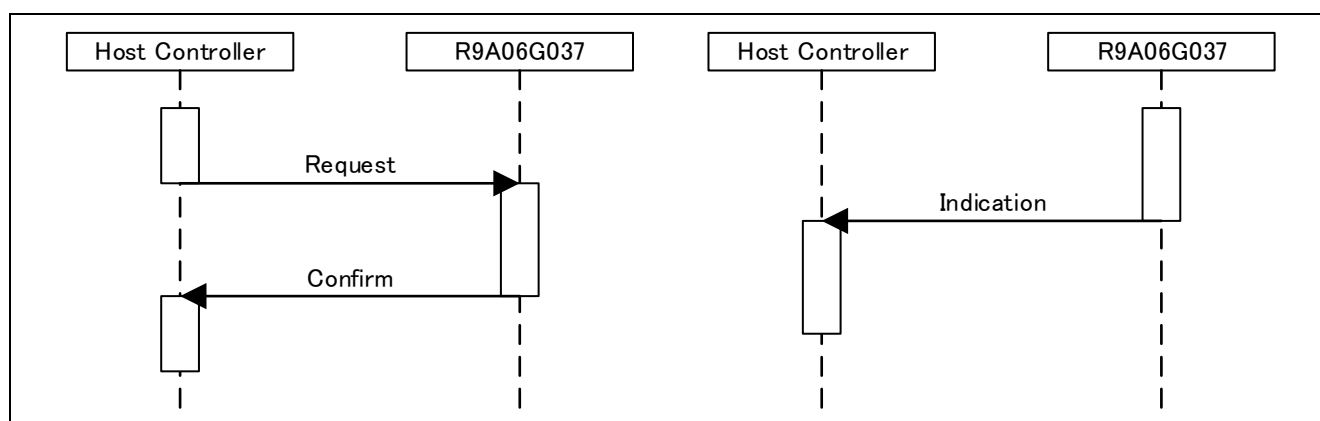 Host Controller
R9A06G037
Host Controller
R9A06G037
Request
Indication
Confirm